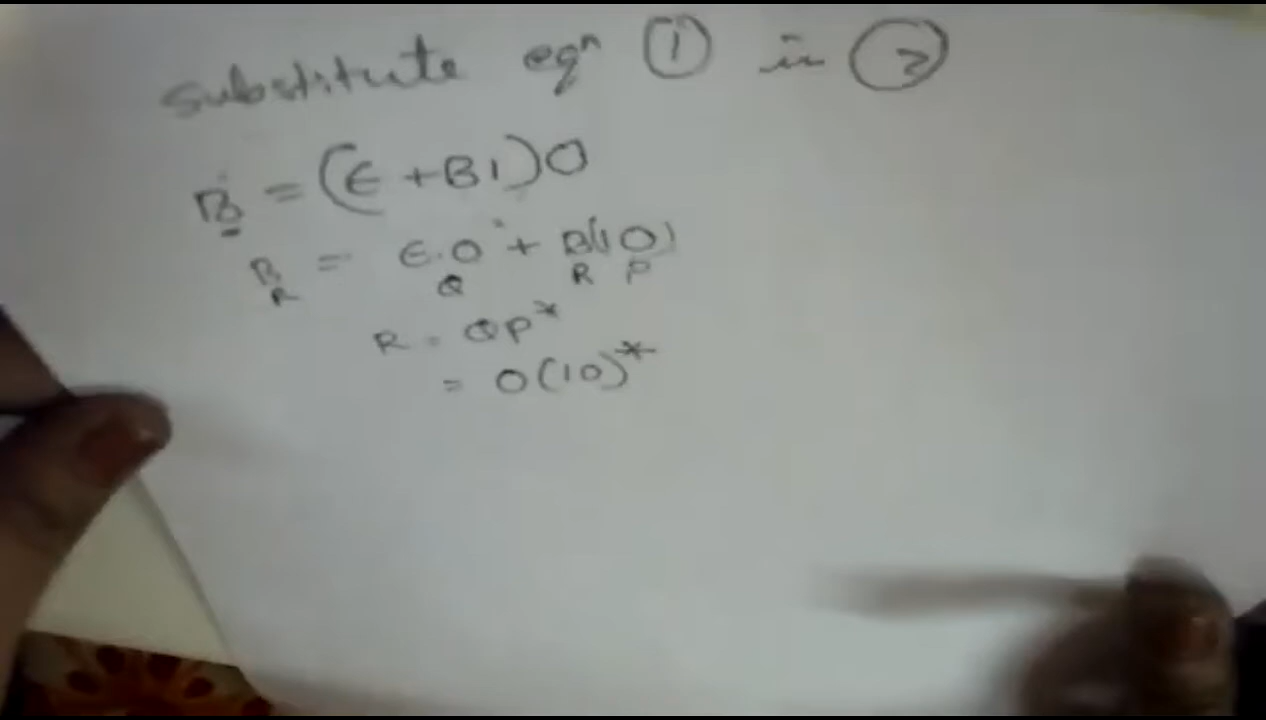 substitute eqn ① in ②
B = (ϵ + B1)0
B = ϵ.0 + B(10)
R Q R P
R = QP*
= 0(10)*